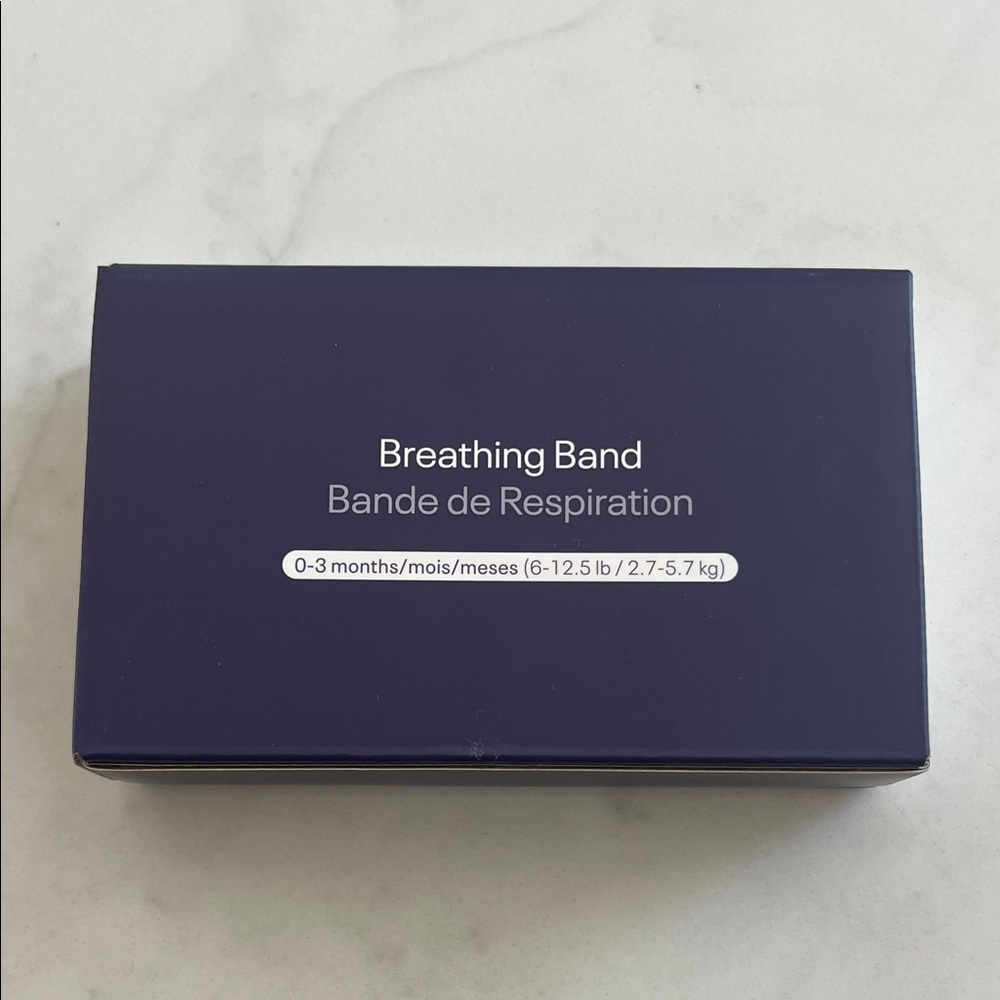 Breathing Band
Bande de Respiration
0-3 months/mois/meses (6-12.5 lb / 2.7-5.7 kg)